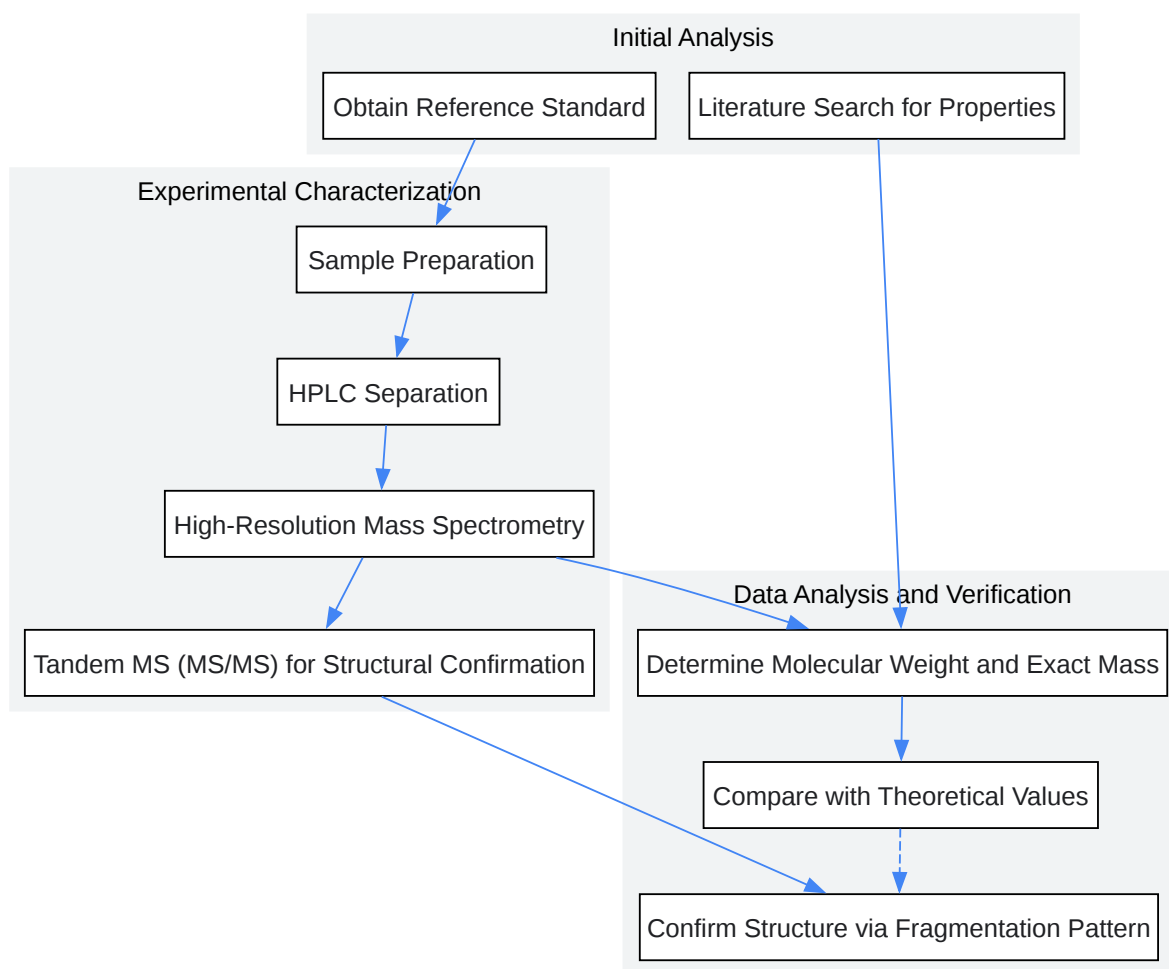 Initial Analysis
Obtain Reference Standard
Literature Search for Properties
Experimental Characterization
Sample Preparation
HPLC Separation
High-Resolution Mass Spectrometry
Tandem MS (MS/MS) for Structural Confirmation
Data Analysis and Verification
Determine Molecular Weight and Exact Mass
Compare with Theoretical Values
Confirm Structure via Fragmentation Pattern